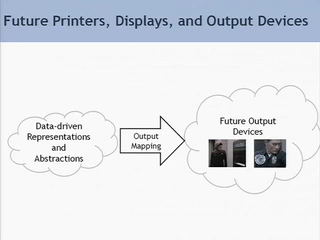 Future Printers, Displays, and Output Devices
Data-driven
Representations
and
Abstractions
Output
Mapping
Future Output
Devices